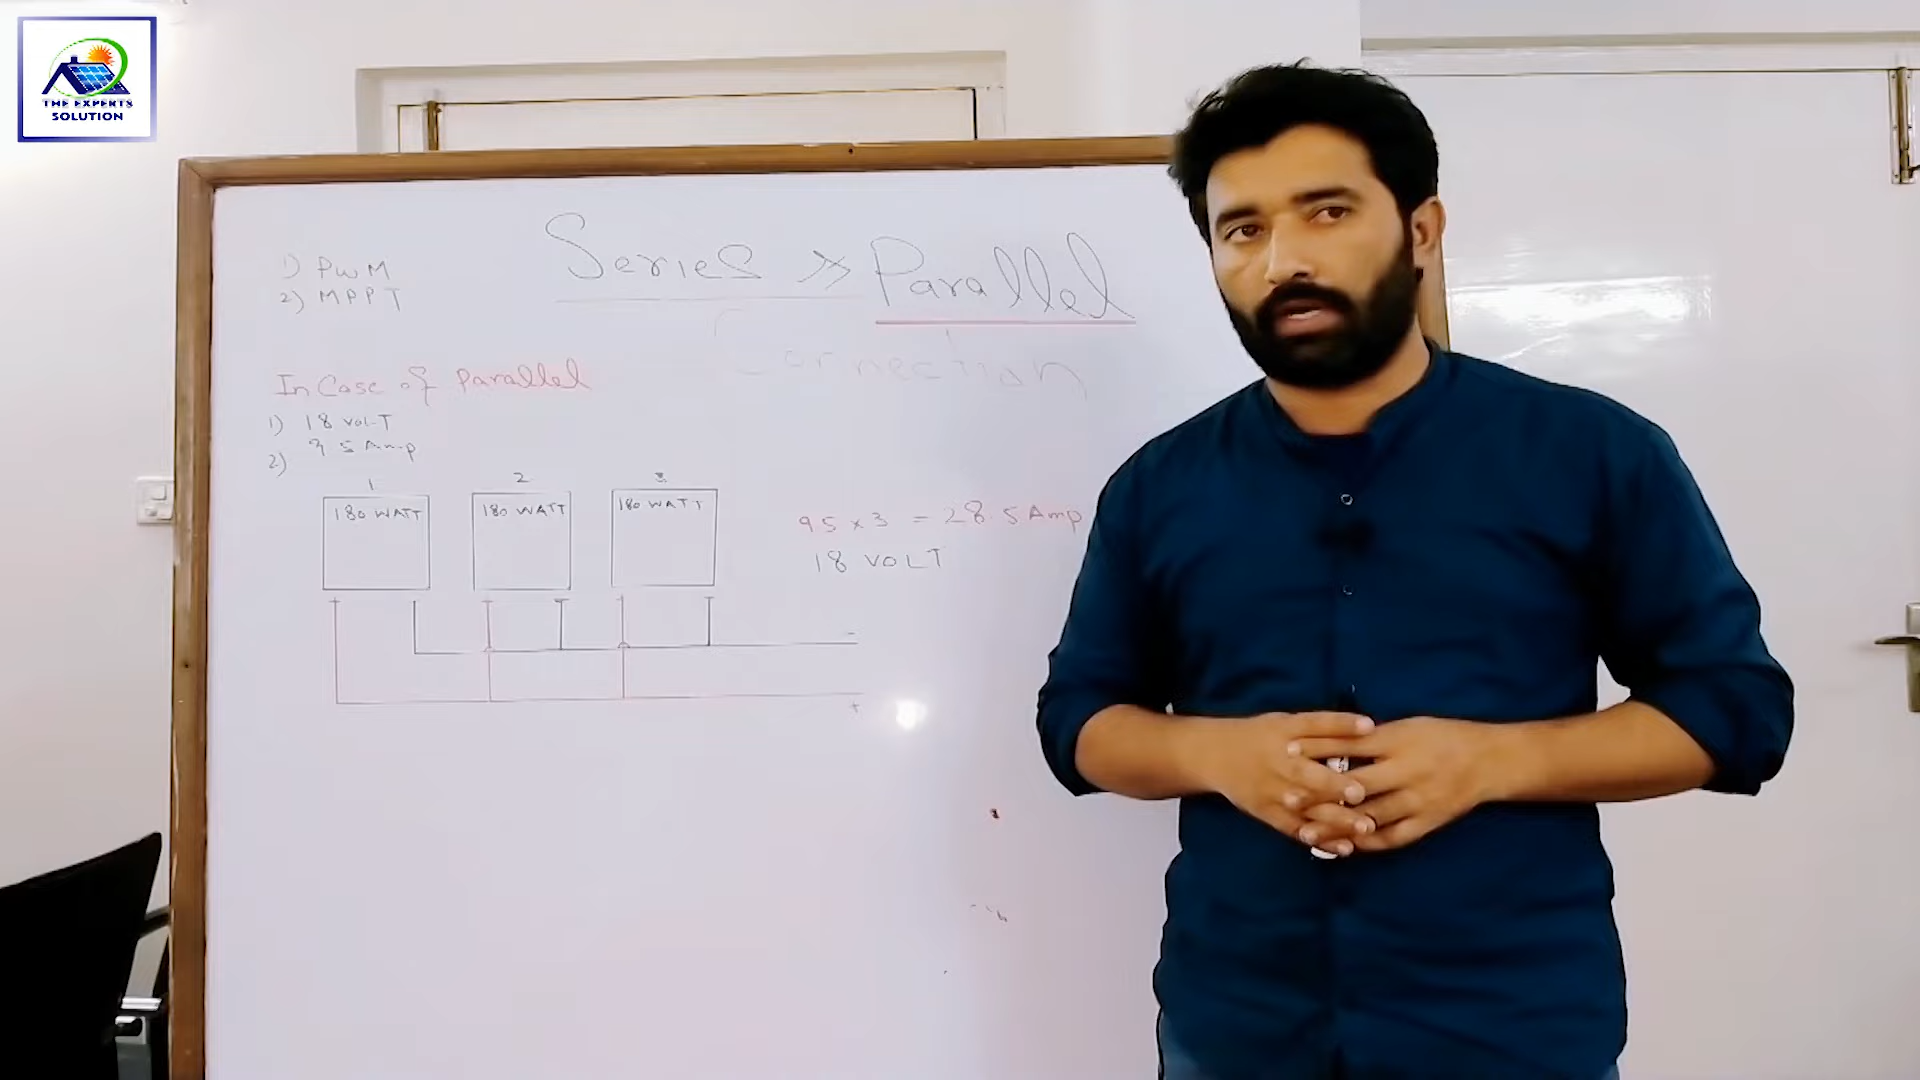 THE EXPERTS
SOLUTION
Series >> Parallel
Connection
1) PWM
2) MPPT
In Case of Parallel
1) 18 VOLT
2) 9.5 Amp
1 2 3
180 WATT 180 WATT 180 WATT
+ - + - + -
9.5 x 3 = 28.5 Amp
18 VOLT
-
+